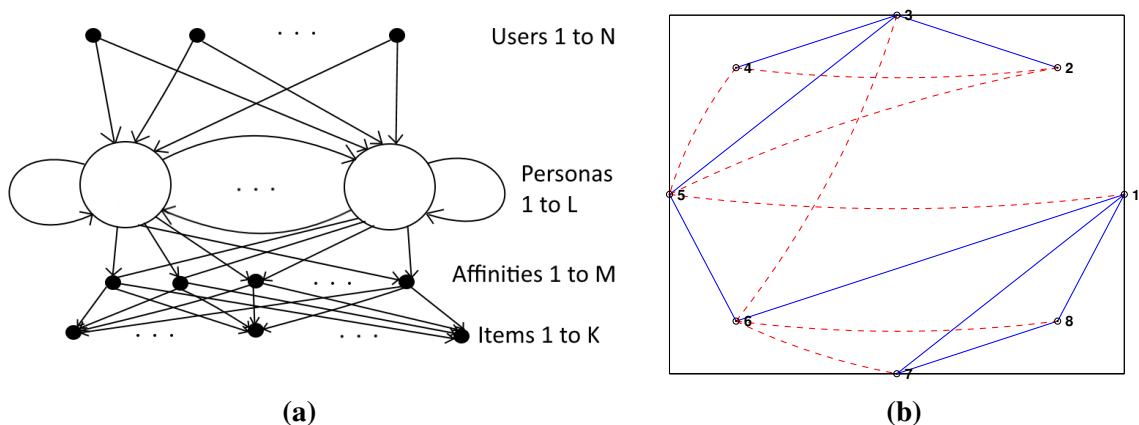 . . .
Users 1 to N
. . .
Personas
1 to L
. . .
Affinities 1 to M
. . .
. . .
Items 1 to K
(a)
3
4
2
5
1
6
8
7
(b)